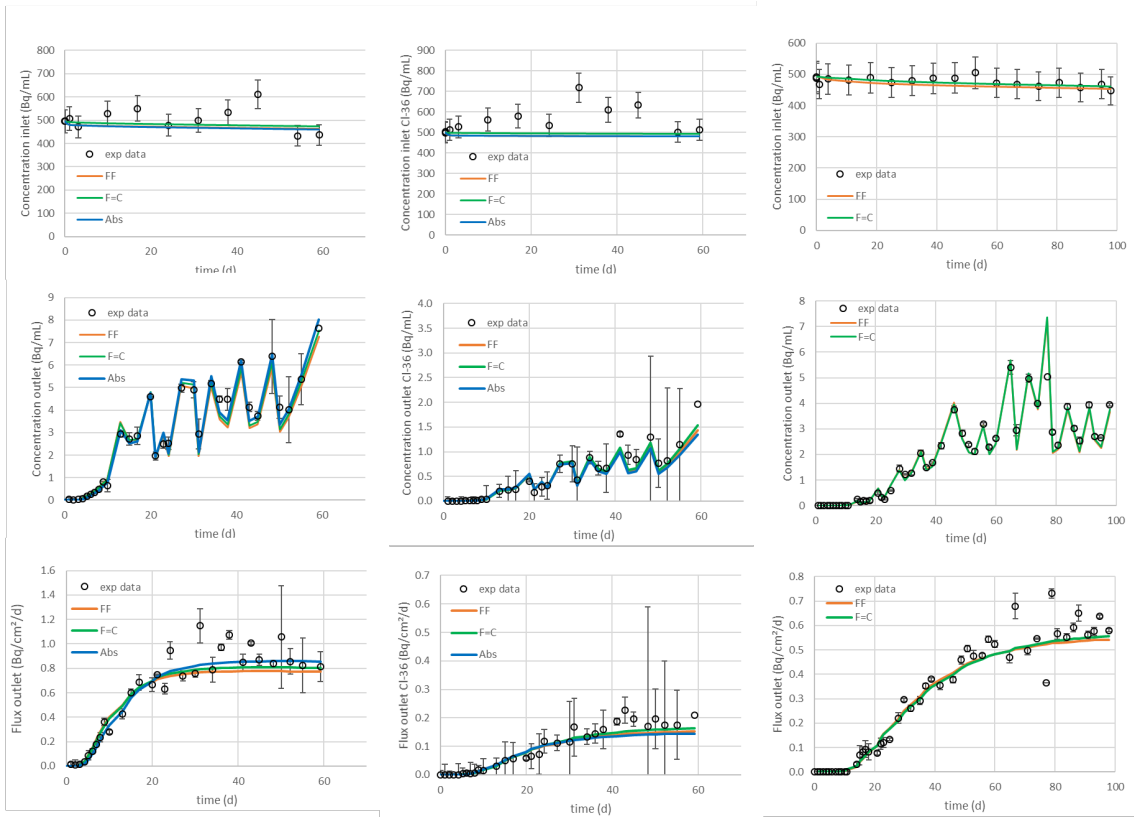 Concentration inlet (Bq/mL)
800
700
600
500
400
300
200
100
0
exp data
FF
F=C
Abs
0 20 40 60
time (d)
Concentration inlet Cl-36 (Bq/mL)
900
800
700
600
500
400
300
200
100
0
exp data
FF
F=C
Abs
0 20 40 60
time (d)
Concentration inlet (Bq/mL)
600
500
400
300
200
100
0
exp data
FF
F=C
0 20 40 60 80 100
time (d)
Concentration outlet (Bq/mL)
9
8
7
6
5
4
3
2
1
0
exp data
FF
F=C
Abs
0 20 40 60
time (d)
Concentration outlet Cl-36 (Bq/mL)
4.0
3.5
3.0
2.5
2.0
1.5
1.0
0.5
0.0
exp data
FF
F=C
Abs
0 20 40 60
time (d)
Concentration outlet (Bq/mL)
8
7
6
5
4
3
2
1
0
exp data
FF
F=C
0 20 40 60 80 100
time (d)
Flux outlet (Bq/cm²/d)
1.6
1.4
1.2
1.0
0.8
0.6
0.4
0.2
0.0
exp data
FF
F=C
Abs
0 20 40 60
time (d)
Flux outlet Cl-36 (Bq/cm²/d)
0.7
0.6
0.5
0.4
0.3
0.2
0.1
0.0
exp data
FF
F=C
Abs
0 20 40 60
time (d)
Flux outlet (Bq/cm²/d)
0.8
0.7
0.6
0.5
0.4
0.3
0.2
0.1
0.0
exp data
FF
F=C
0 20 40 60 80 100
time (d)